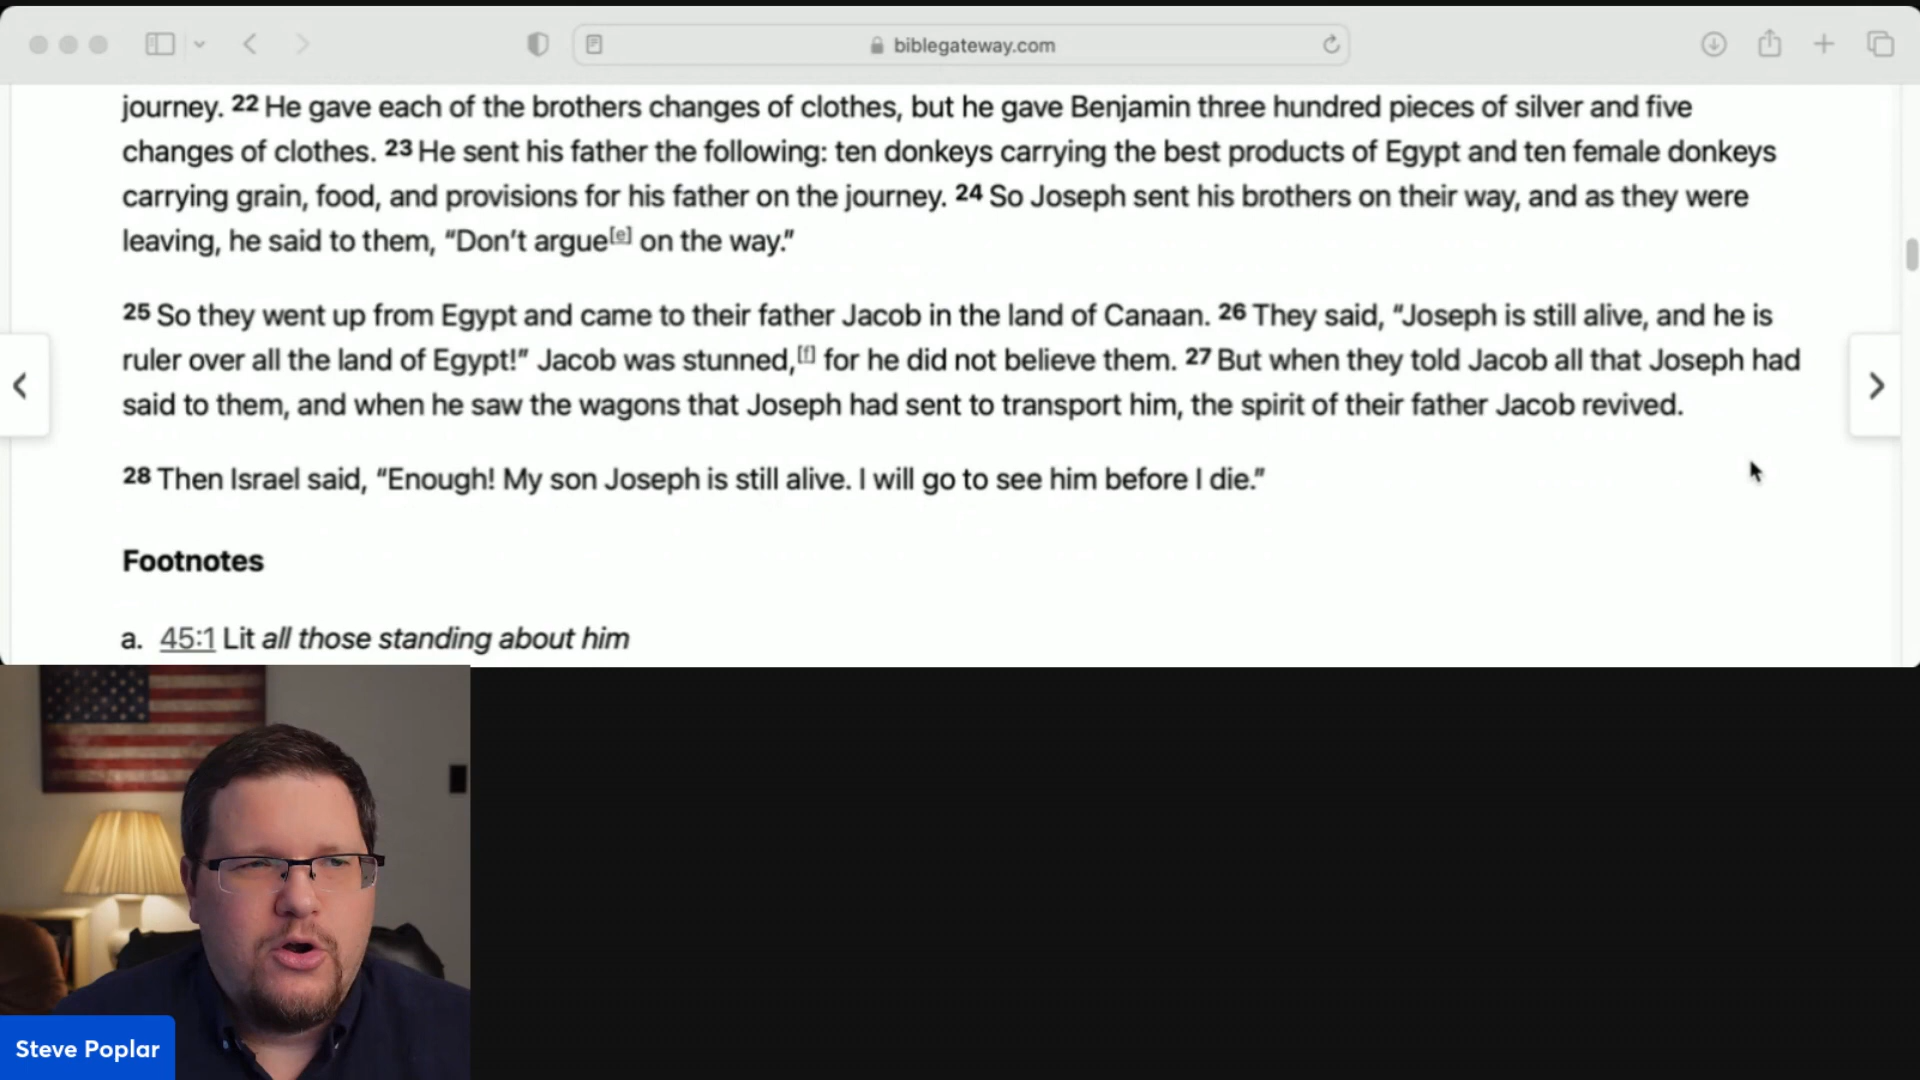 biblegateway.com
journey. 22 He gave each of the brothers changes of clothes, but he gave Benjamin three hundred pieces of silver and five
changes of clothes. 23 He sent his father the following: ten donkeys carrying the best products of Egypt and ten female donkeys
carrying grain, food, and provisions for his father on the journey. 24 So Joseph sent his brothers on their way, and as they were
leaving, he said to them, “Don’t argue[e] on the way.”
25 So they went up from Egypt and came to their father Jacob in the land of Canaan. 26 They said, “Joseph is still alive, and he is
ruler over all the land of Egypt!” Jacob was stunned,[f] for he did not believe them. 27 But when they told Jacob all that Joseph had
said to them, and when he saw the wagons that Joseph had sent to transport him, the spirit of their father Jacob revived.
28 Then Israel said, “Enough! My son Joseph is still alive. I will go to see him before I die.”
Footnotes
a. 45:1 Lit all those standing about him
Steve Poplar